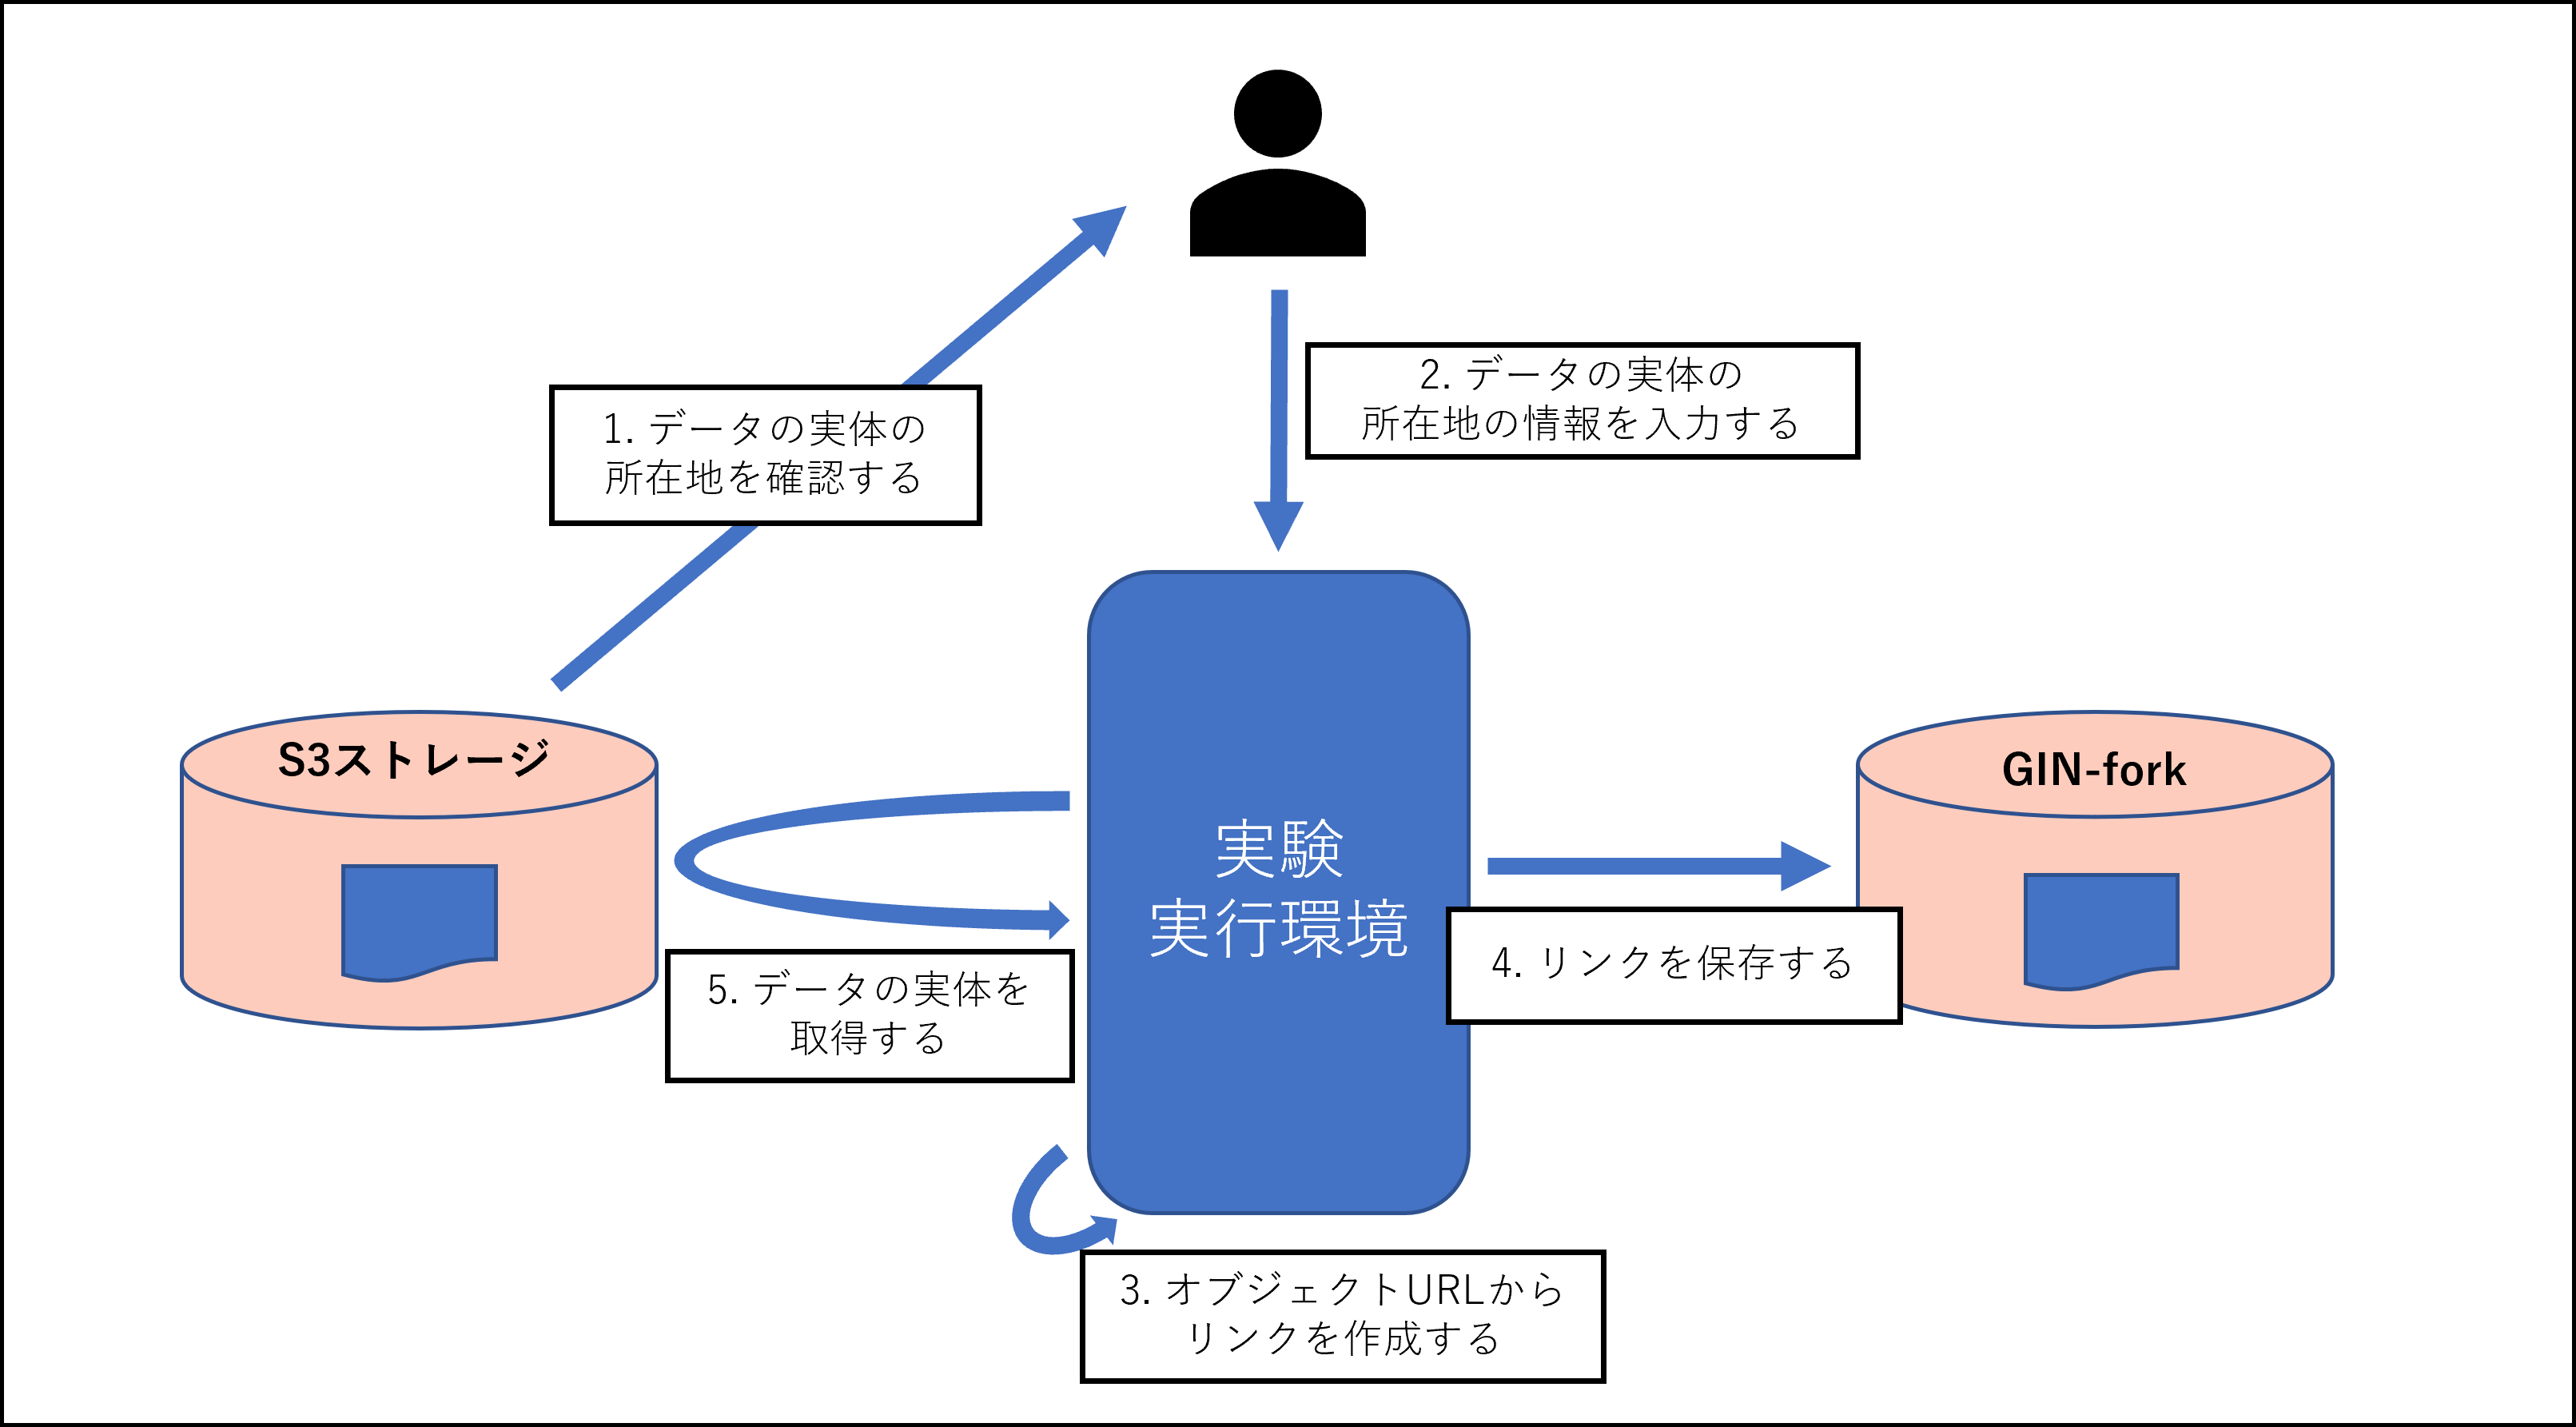 1. データの実体の
所在地を確認する
2. データの実体の
所在地の情報を入力する
S3ストレージ
GIN-fork
実験
実行環境
4. リンクを保存する
5. データの実体を
取得する
3. オブジェクトURLから
リンクを作成する